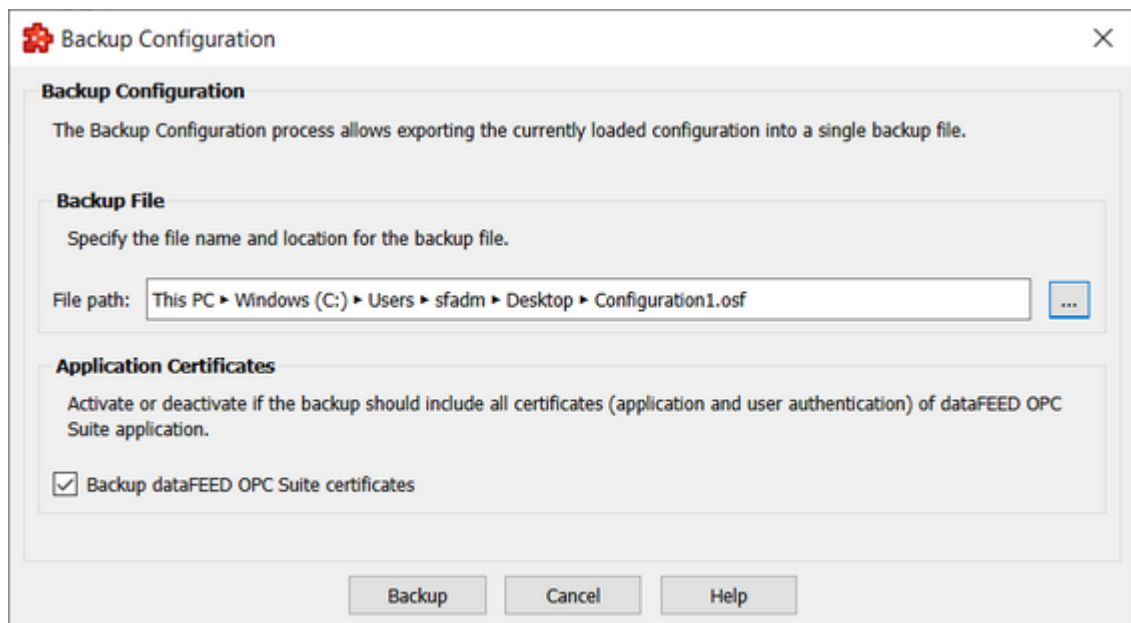 Backup Configuration
Backup Configuration
The Backup Configuration process allows exporting the currently loaded configuration into a single backup file.
Backup File
Specify the file name and location for the backup file.
File path: This PC ▸ Windows (C:) ▸ Users ▸ sfadm ▸ Desktop ▸ Configuration1.osf ...
Application Certificates
Activate or deactivate if the backup should include all certificates (application and user authentication) of dataFEED OPC
Suite application.
Backup dataFEED OPC Suite certificates
Backup Cancel Help